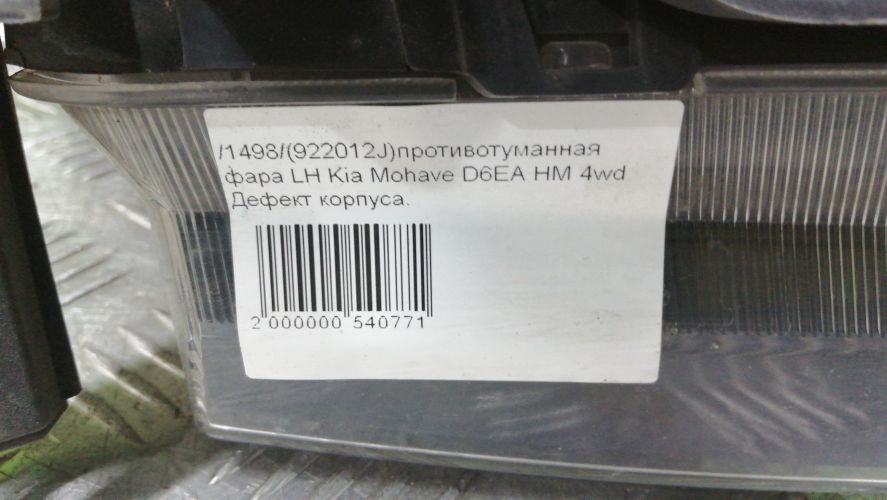 /1498/(922012J)противотуманная
фара LH Kia Mohave D6EA HM 4wd
Дефект корпуса.
2 000000 540771